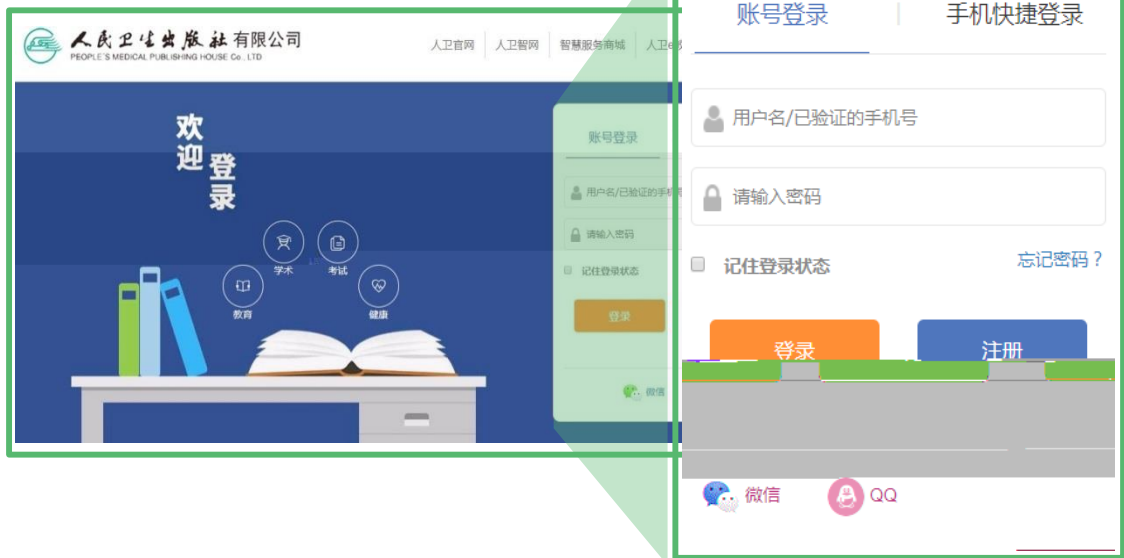 人民卫生出版社有限公司
PEOPLE'S MEDICAL PUBLISHING HOUSE Co., LTD
人卫官网
人卫智网
智慧服务商城
欢迎
登录
学术
考试
教育
健康
账号登录
用户名/已验证的手机
请输入密码
记住登录状态
登录
微信
账号登录
手机快捷登录
用户名/已验证的手机号
请输入密码
记住登录状态
忘记密码？
登录
注册
微信
QQ